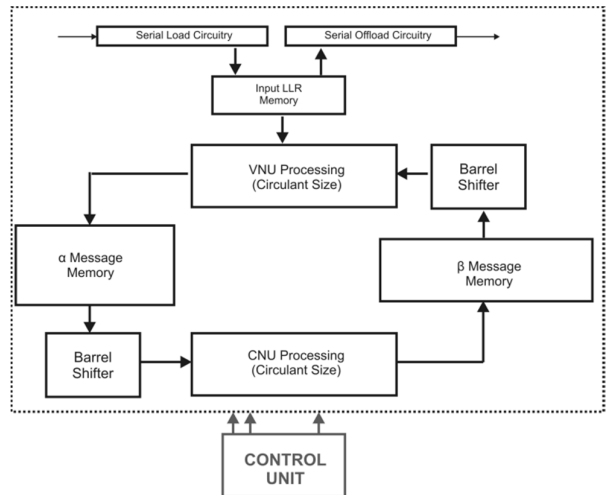 Serial Load Circuitry
Serial Offload Circuitry
Input LLR
Memory
VNU Processing
(Circulant Size)
Barrel
Shifter
α Message
Memory
β Message
Memory
Barrel
Shifter
CNU Processing
(Circulant Size)
CONTROL
UNIT